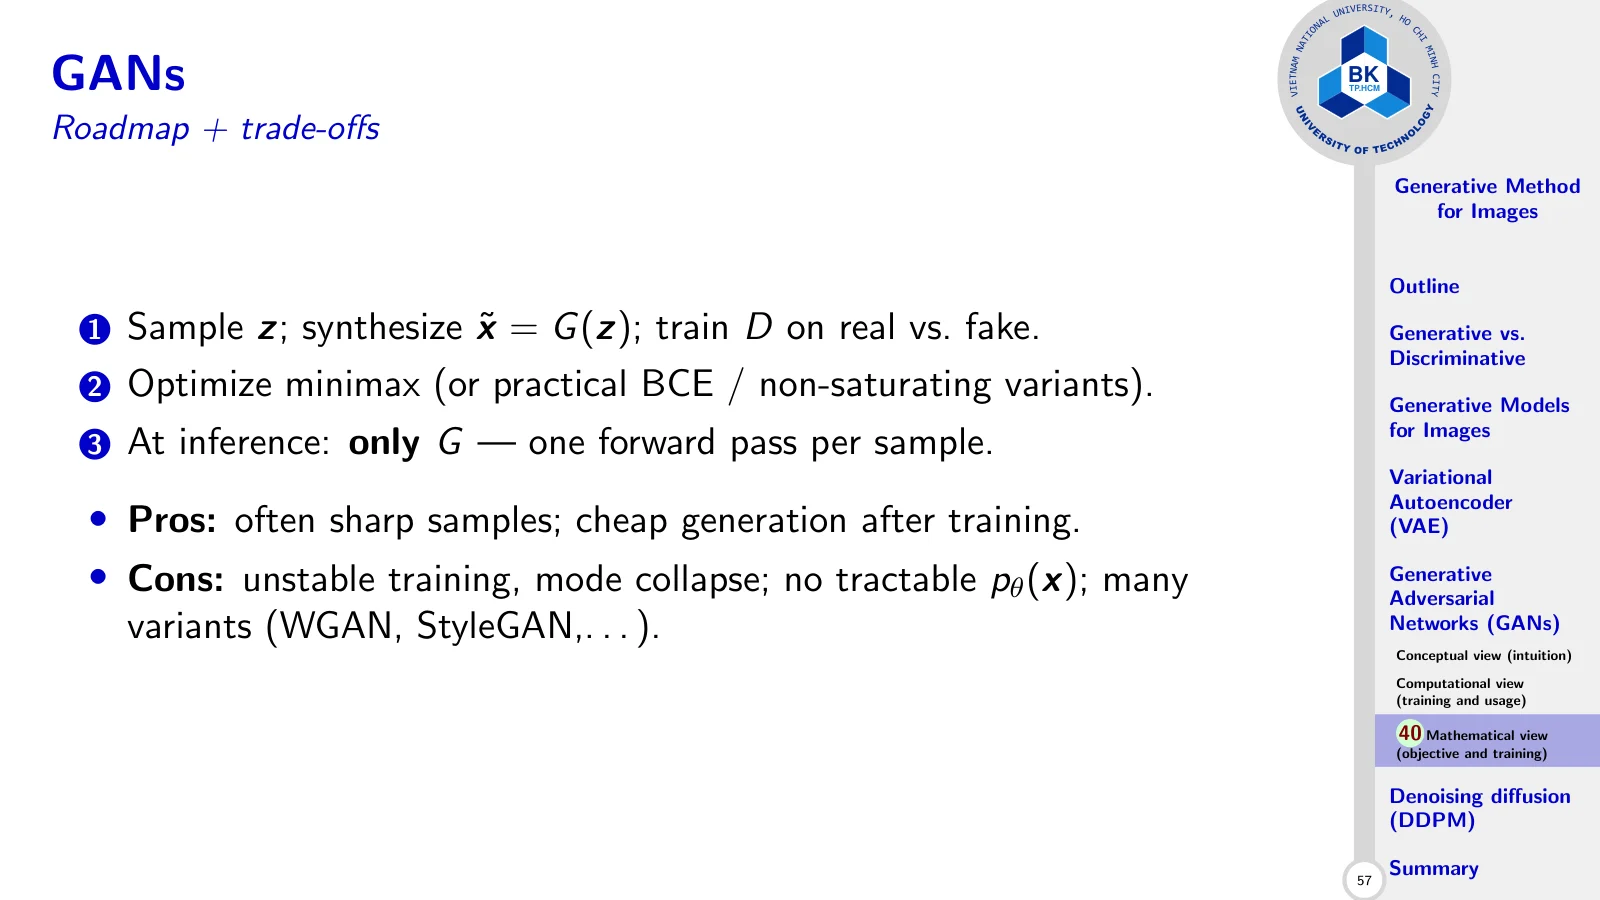 GANs
Roadmap + trade-offs
1 Sample z; synthesize x̃ = G(z); train D on real vs. fake.
2 Optimize minimax (or practical BCE / non-saturating variants).
3 At inference: only G — one forward pass per sample.
• Pros: often sharp samples; cheap generation after training.
• Cons: unstable training, mode collapse; no tractable pθ(x); many
variants (WGAN, StyleGAN,. . . ).
VIETNAM NATIONAL UNIVERSITY, HO CHI MINH CITY
BK
TP.HCM
UNIVERSITY OF TECHNOLOGY
Generative Method
for Images
Outline
Generative vs.
Discriminative
Generative Models
for Images
Variational
Autoencoder
(VAE)
Generative
Adversarial
Networks (GANs)
Conceptual view (intuition)
Computational view
(training and usage)
40 Mathematical view
(objective and training)
Denoising diffusion
(DDPM)
Summary
57